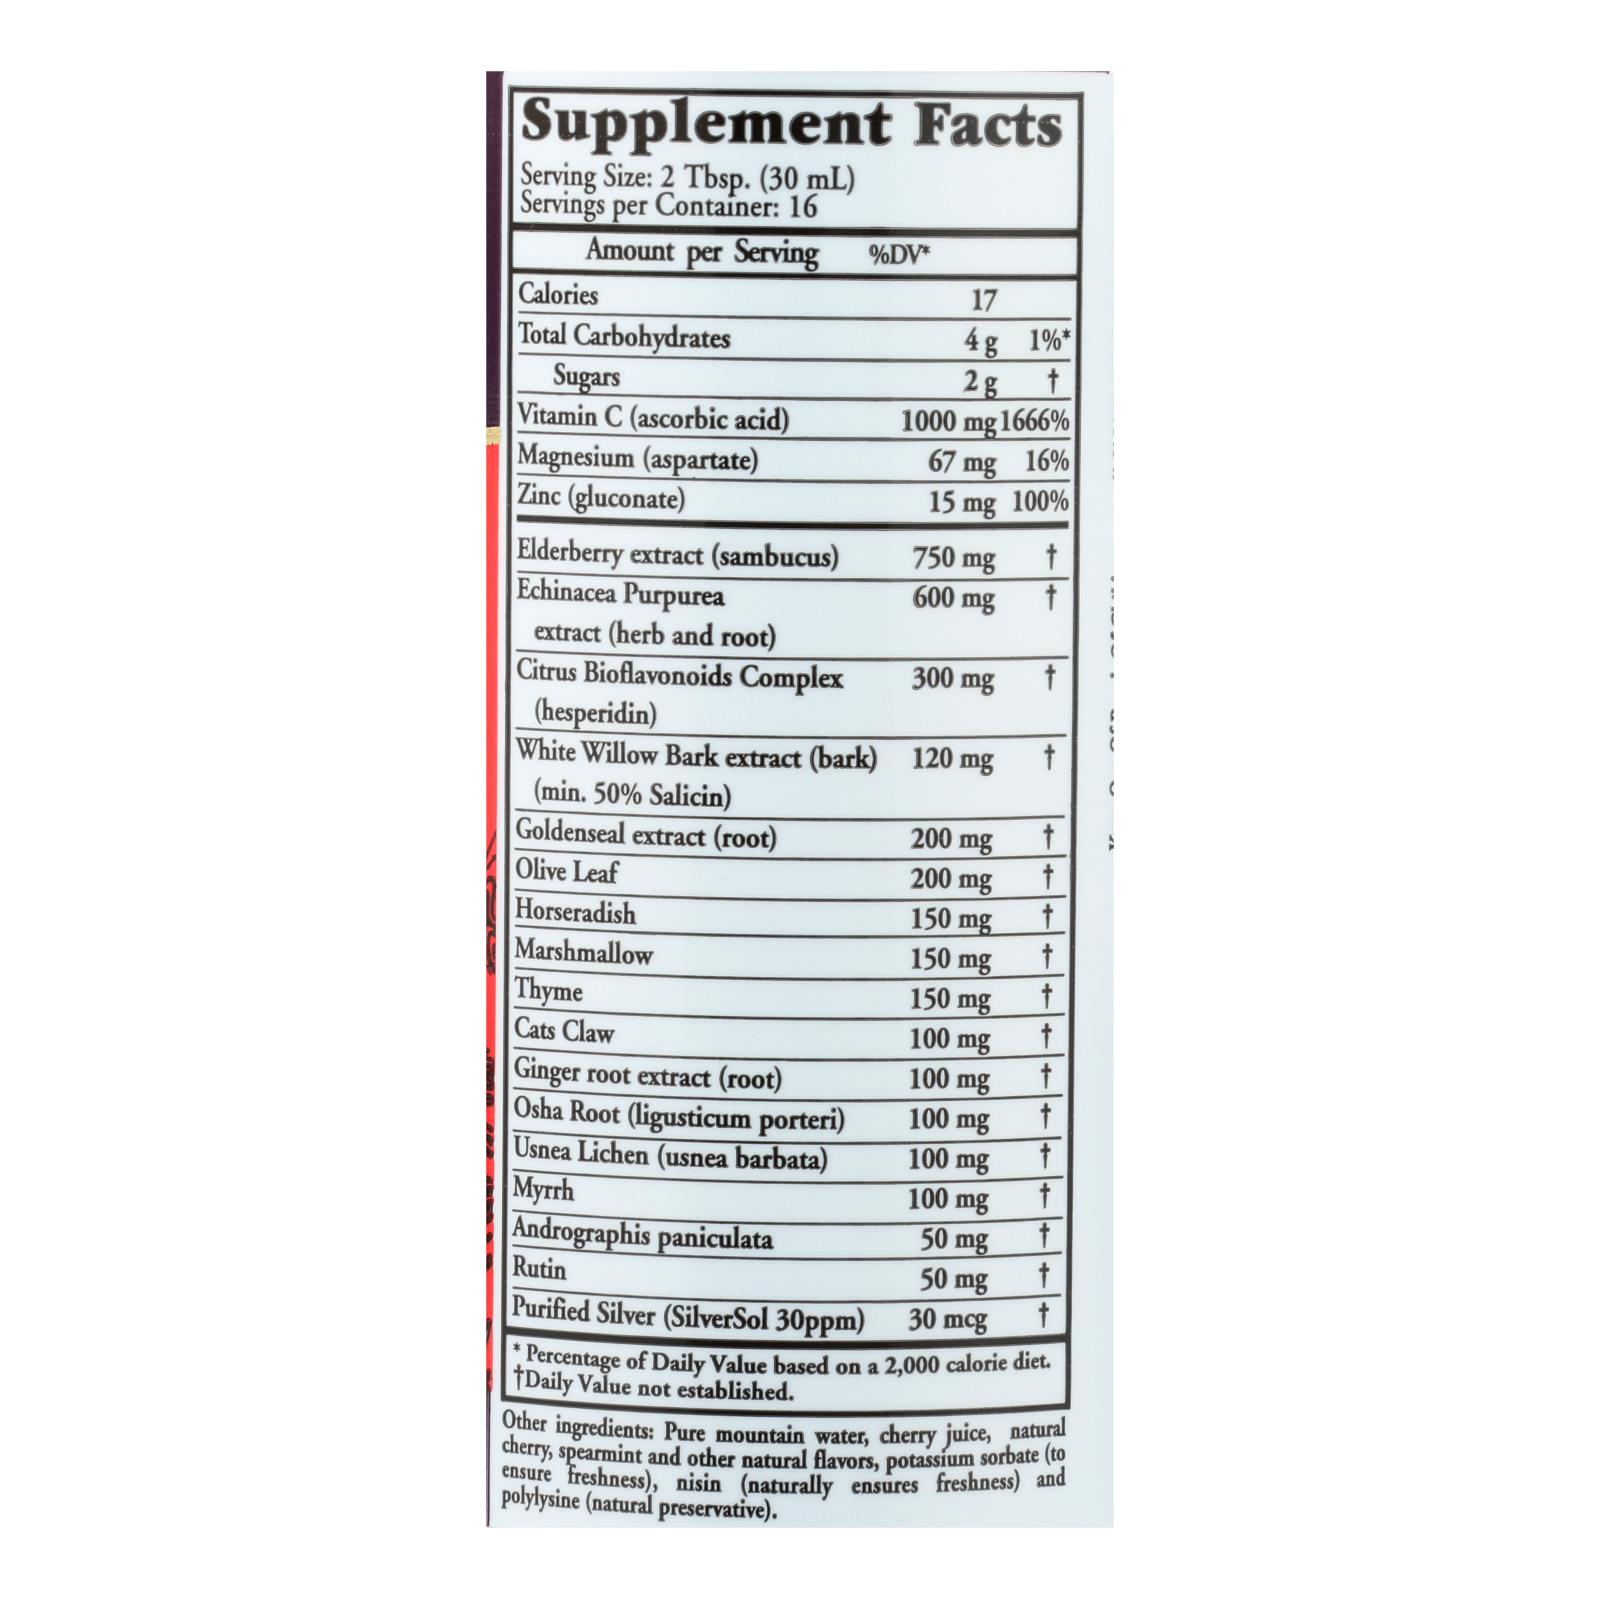 Supplement Facts
Serving Size: 2 Tbsp. (30 mL)
Servings per Container: 16
Amount per Serving %DV*
Calories 17
Total Carbohydrates 4 g 1%*
Sugars 2 g †
Vitamin C (ascorbic acid) 1000 mg 1666%
Magnesium (aspartate) 67 mg 16%
Zinc (gluconate) 15 mg 100%
Elderberry extract (sambucus) 750 mg †
Echinacea Purpurea 600 mg †
extract (herb and root)
Citrus Bioflavonoids Complex 300 mg †
(hesperidin)
White Willow Bark extract (bark) 120 mg †
(min. 50% Salicin)
Goldenseal extract (root) 200 mg †
Olive Leaf 200 mg †
Horseradish 150 mg †
Marshmallow 150 mg †
Thyme 150 mg †
Cats Claw 100 mg †
Ginger root extract (root) 100 mg †
Osha Root (ligusticum porteri) 100 mg †
Usnea Lichen (usnea barbata) 100 mg †
Myrrh 100 mg †
Andrographis paniculata 50 mg †
Rutin 50 mg †
Purified Silver (SilverSol 30ppm) 30 mcg †
* Percentage of Daily Value based on a 2,000 calorie diet.
†Daily Value not established.
Other ingredients: Pure mountain water, cherry juice, natural
cherry, spearmint and other natural flavors, potassium sorbate (to
ensure freshness), nisin (naturally ensures freshness) and
polylysine (natural preservative).